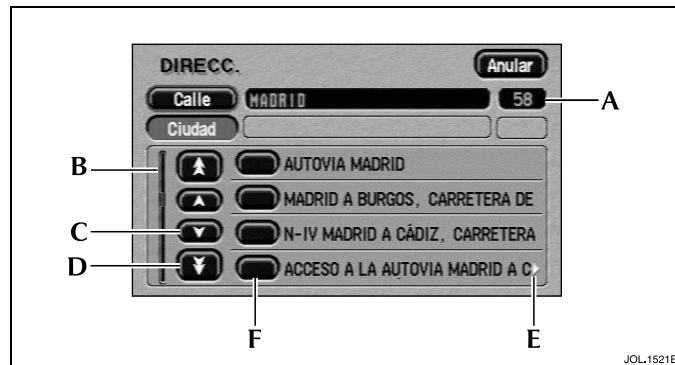 DIRECC. Anular
Calle MADRID 58 A
Ciudad
B AUTOVIA MADRID
MADRID A BURGOS, CARRETERA DE
C N-IV MADRID A CÁDIZ, CARRETERA
D ACCESO A LA AUTOVIA MADRID A C
F E
JOL.1521E